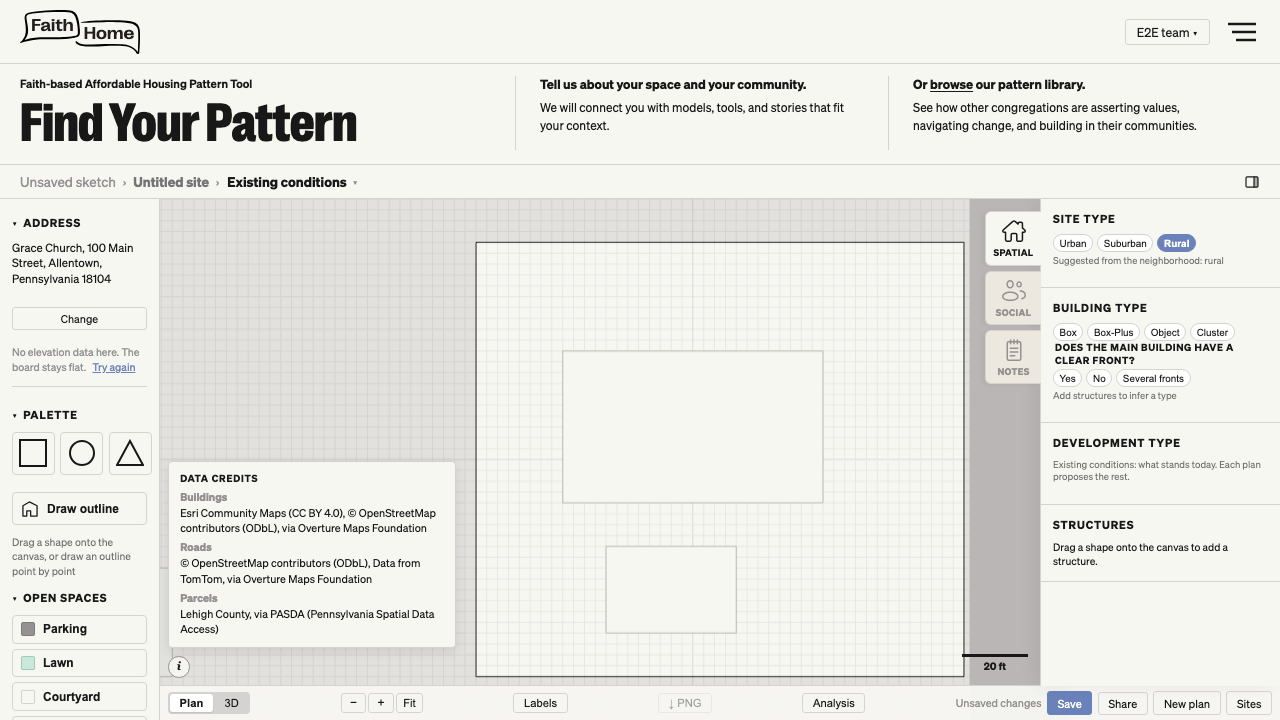 Faith
Home
E2E team ▾
Faith-based Affordable Housing Pattern Tool
Find Your Pattern
Tell us about your space and your community.
We will connect you with models, tools, and stories that fit
your context.
Or browse our pattern library.
See how other congregations are asserting values,
navigating change, and building in their communities.
Unsaved sketch › Untitled site › Existing conditions ▾
▾ ADDRESS
Grace Church, 100 Main
Street, Allentown,
Pennsylvania 18104
Change
No elevation data here. The
board stays flat. Try again
▾ PALETTE
Draw outline
Drag a shape onto the
canvas, or draw an outline
point by point
▾ OPEN SPACES
Parking
Lawn
Courtyard
DATA CREDITS
Buildings
Esri Community Maps (CC BY 4.0), © OpenStreetMap
contributors (ODbL), via Overture Maps Foundation
Roads
© OpenStreetMap contributors (ODbL), Data from
TomTom, via Overture Maps Foundation
Parcels
Lehigh County, via PASDA (Pennsylvania Spatial Data
Access)
i
20 ft
SPATIAL
SOCIAL
NOTES
SITE TYPE
Urban Suburban Rural
Suggested from the neighborhood: rural
BUILDING TYPE
Box Box-Plus Object Cluster
DOES THE MAIN BUILDING HAVE A
CLEAR FRONT?
Yes No Several fronts
Add structures to infer a type
DEVELOPMENT TYPE
Existing conditions: what stands today. Each plan
proposes the rest.
STRUCTURES
Drag a shape onto the canvas to add a
structure.
Plan 3D − + Fit Labels ↓ PNG Analysis Unsaved changes Save Share New plan Sites